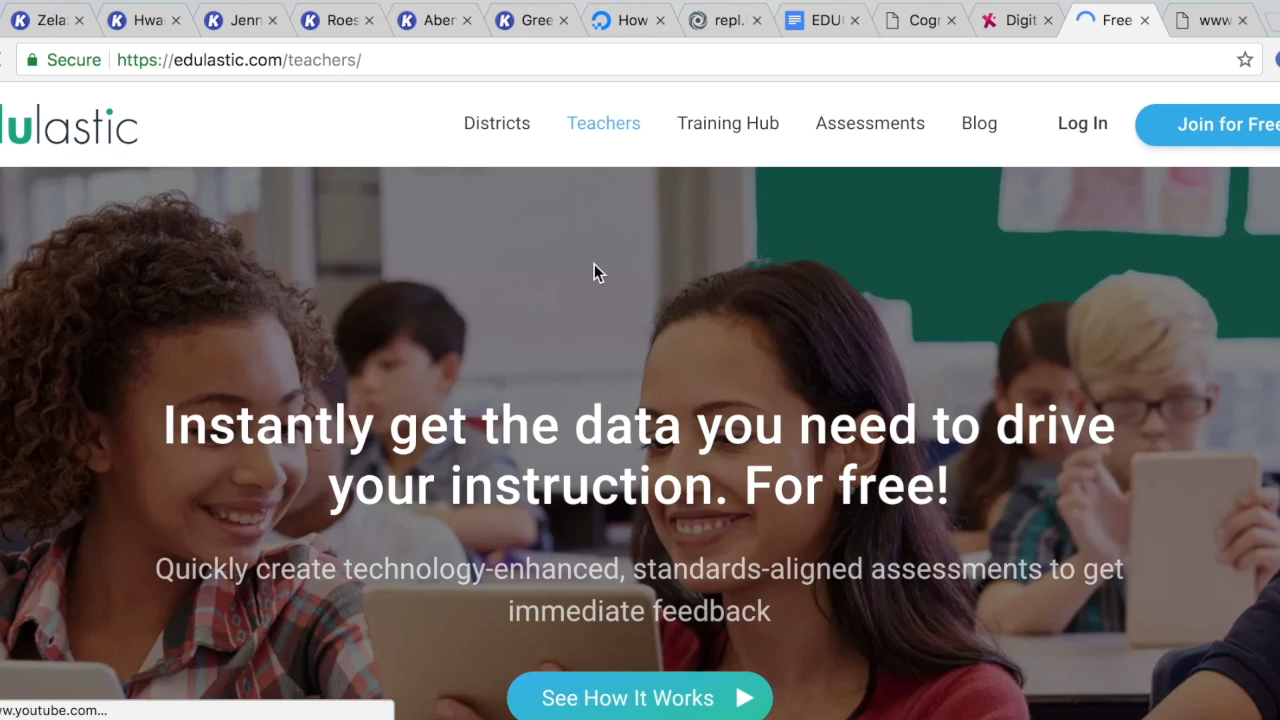 Zela
Hwa
Jenn
Roes
Aber
Gree
How
repl.
EDU
Cogr
Digit
Free
www
Secure https://edulastic.com/teachers/
ulastic
Districts Teachers Training Hub Assessments Blog Log In Join for Free
Instantly get the data you need to drive
your instruction. For free!
Quickly create technology-enhanced, standards-aligned assessments to get
immediate feedback
See How It Works
w.youtube.com...